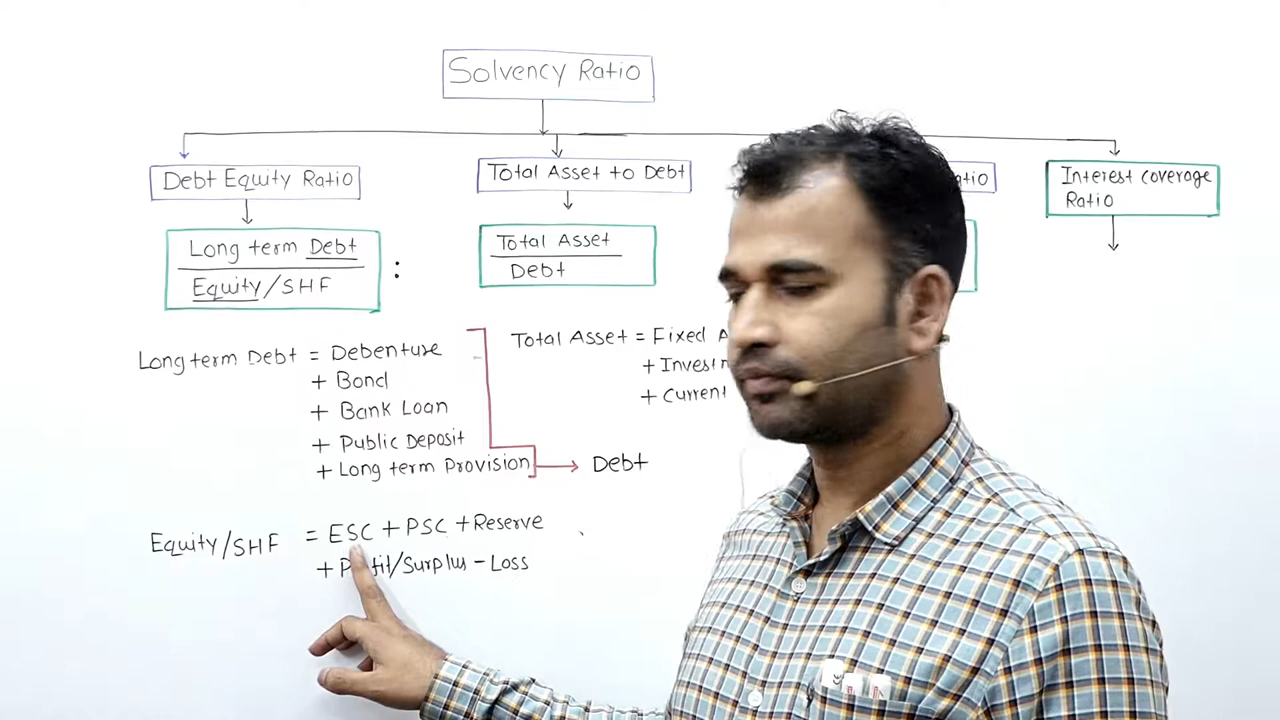 Solvency Ratio
Debt Equity Ratio
Total Asset to Debt
Interest coverage
Ratio
Long term Debt
Equity/SHF
:
Total Asset
Debt
Long term Debt = Debenture
+ Bond
+ Bank Loan
+ Public Deposit
+ Long term Provision
Debt
Total Asset = Fixed
+
+ Current
Equity/SHF = ESC + PSC + Reserve
+ Profit/Surplus - Loss